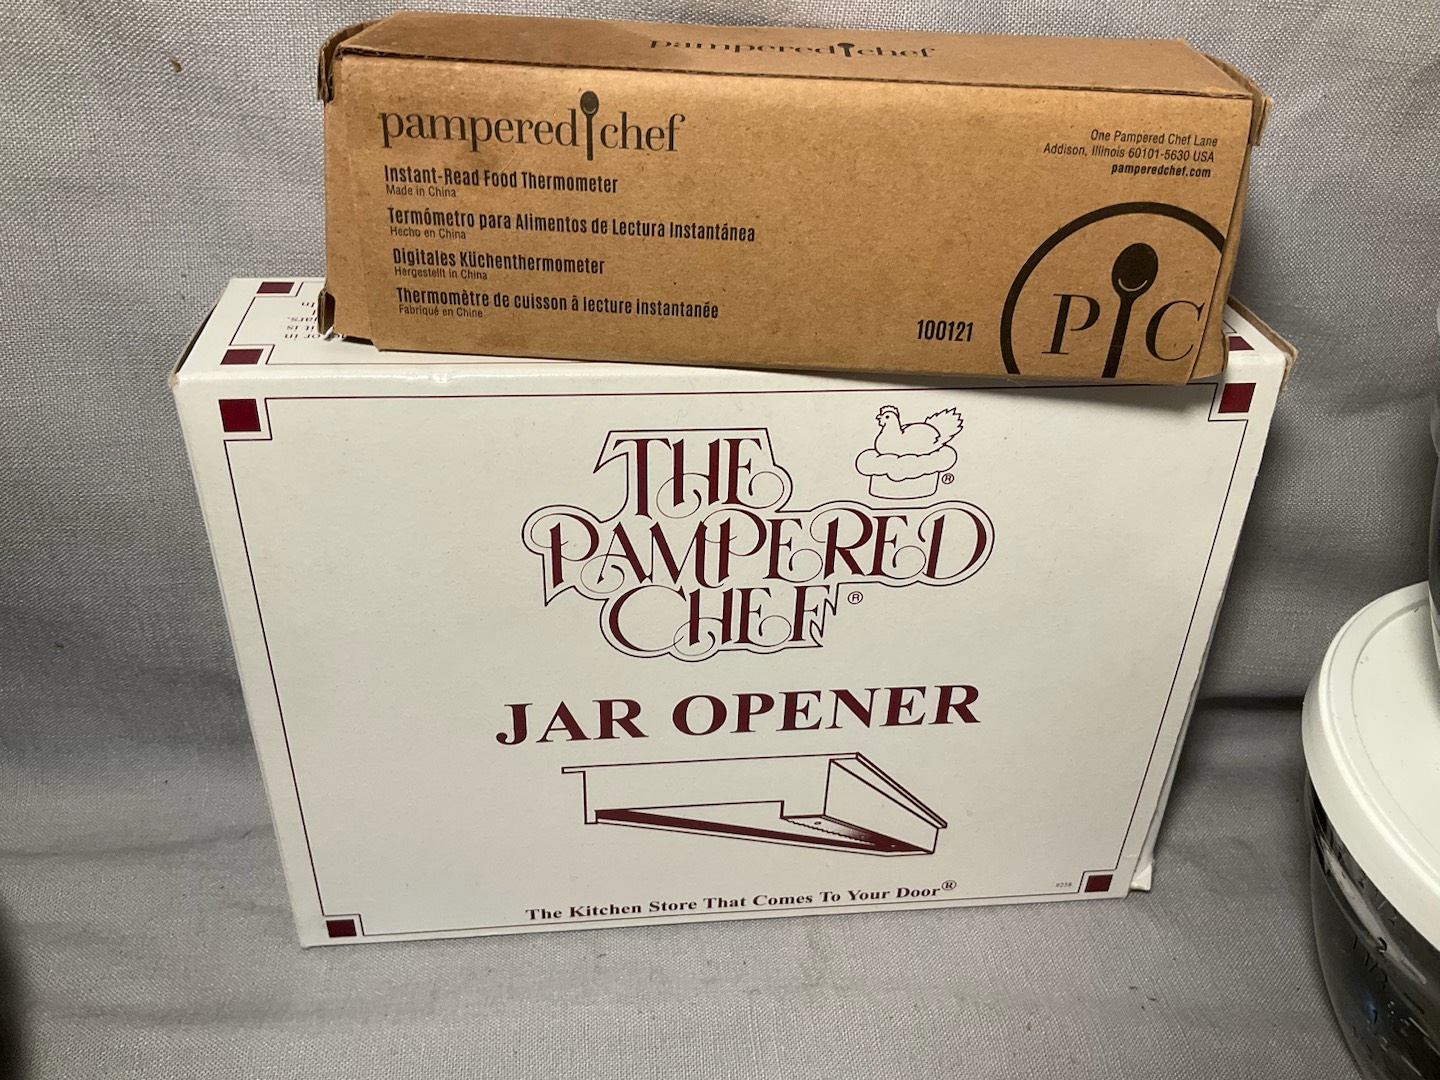 pampered chef
pampered chef
Instant-Read Food Thermometer
Made in China
Termómetro para Alimentos de Lectura Instantánea
Hecho en China
Digitales Küchenthermometer
Hergestellt in China
Thermomètre de cuisson à lecture instantanée
Fabriqué en Chine
One Pampered Chef Lane
Addison, Illinois 60101-5630 USA
pamperedchef.com
100121
P C
THE
PAMPERED
CHEF®
®
JAR OPENER
The Kitchen Store That Comes To Your Door®